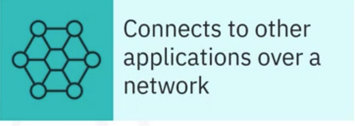 Connects to other
applications over a
network